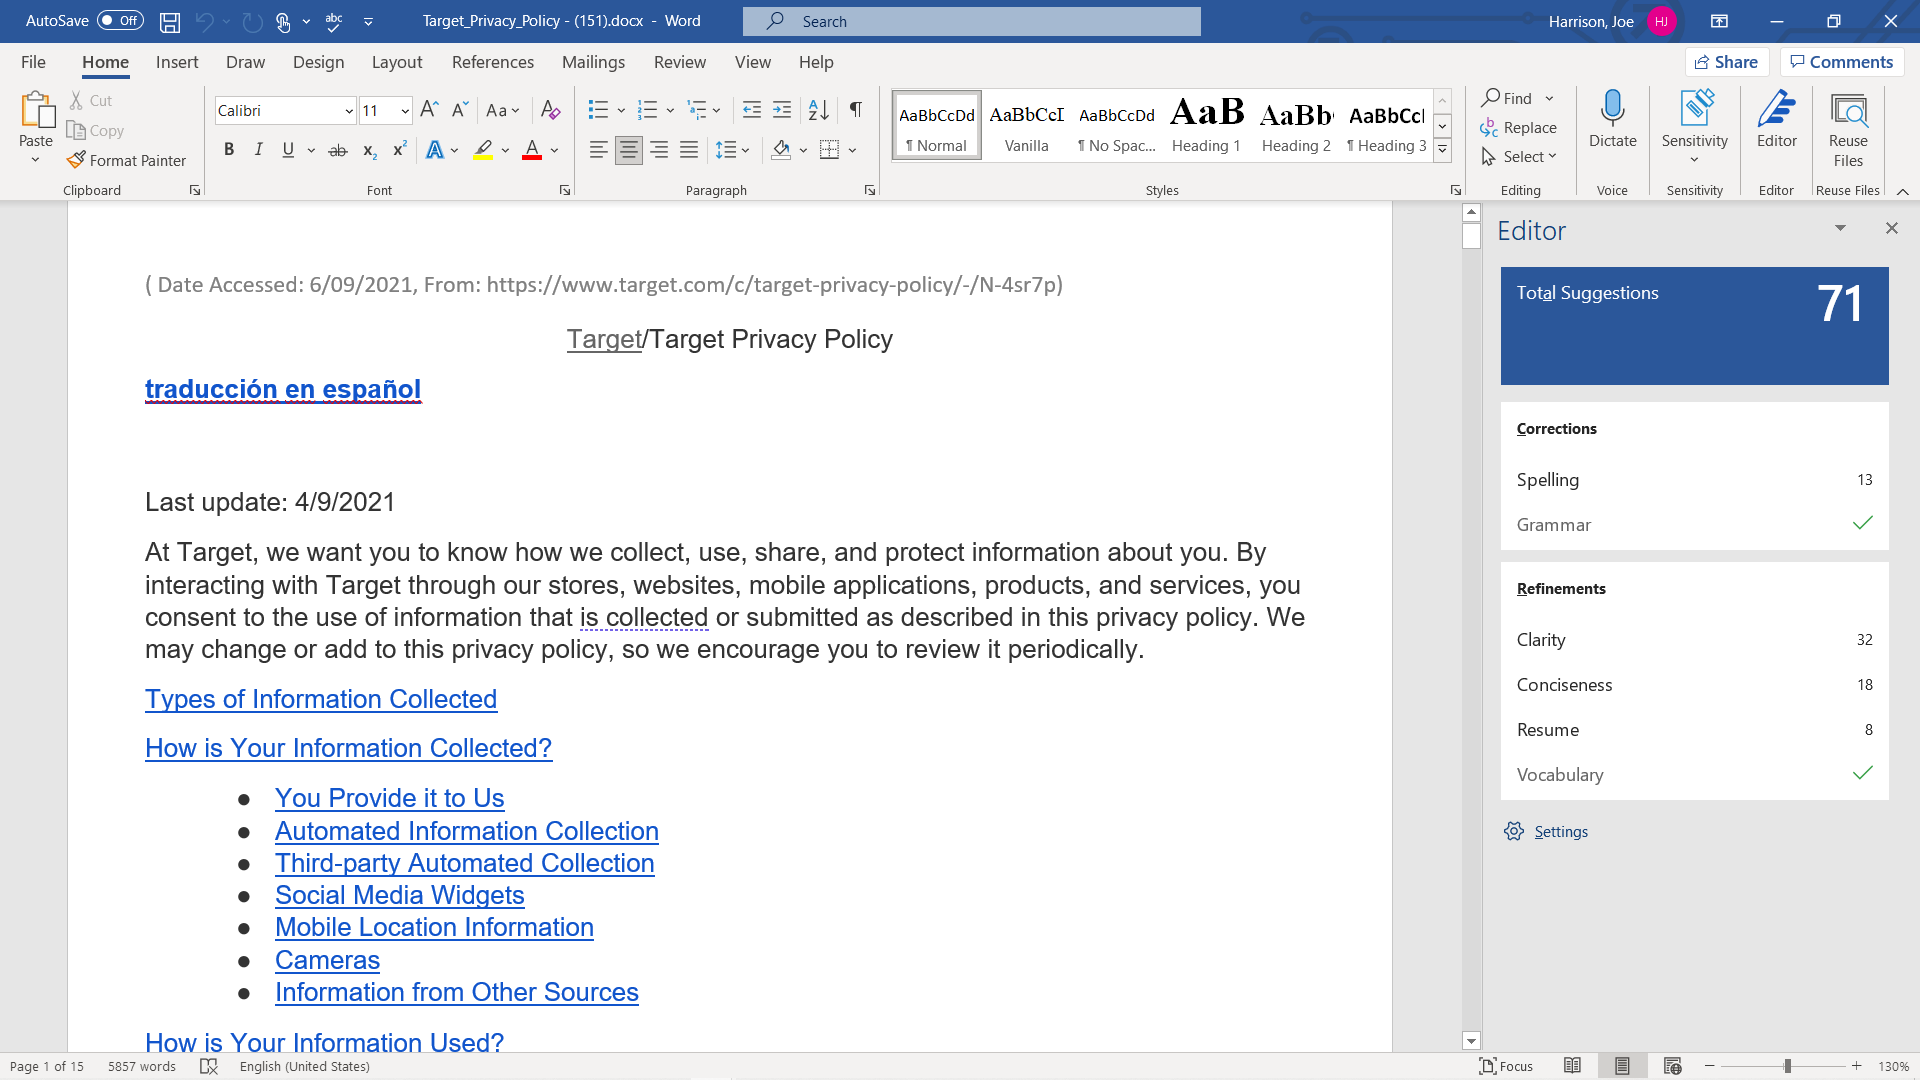 AutoSave Off Target_Privacy_Policy - (151).docx - Word Search Harrison, Joe HJ
File Home Insert Draw Design Layout References Mailings Review View Help Share Comments
Paste Cut Copy Format Painter Clipboard
Calibri 11 Font
Paragraph
AaBbCcDd ¶ Normal
AaBbCcI Vanilla
AaBbCcDd ¶ No Spac...
AaB Heading 1
AaBb Heading 2
AaBbCc ¶ Heading 3
Styles
Find Replace Select Editing
Dictate Voice
Sensitivity Sensitivity
Editor Editor
Reuse Files Reuse Files
( Date Accessed: 6/09/2021, From: https://www.target.com/c/target-privacy-policy/-/N-4sr7p)
Target/Target Privacy Policy
traducción en español
Last update: 4/9/2021
At Target, we want you to know how we collect, use, share, and protect information about you. By
interacting with Target through our stores, websites, mobile applications, products, and services, you
consent to the use of information that is collected or submitted as described in this privacy policy. We
may change or add to this privacy policy, so we encourage you to review it periodically.
Types of Information Collected
How is Your Information Collected?
● You Provide it to Us
● Automated Information Collection
● Third-party Automated Collection
● Social Media Widgets
● Mobile Location Information
● Cameras
● Information from Other Sources
How is Your Information Used?
Editor
Total Suggestions 71
Corrections
Spelling 13
Grammar
Refinements
Clarity 32
Conciseness 18
Resume 8
Vocabulary
Settings
Page 1 of 15 5857 words English (United States) Focus 130%